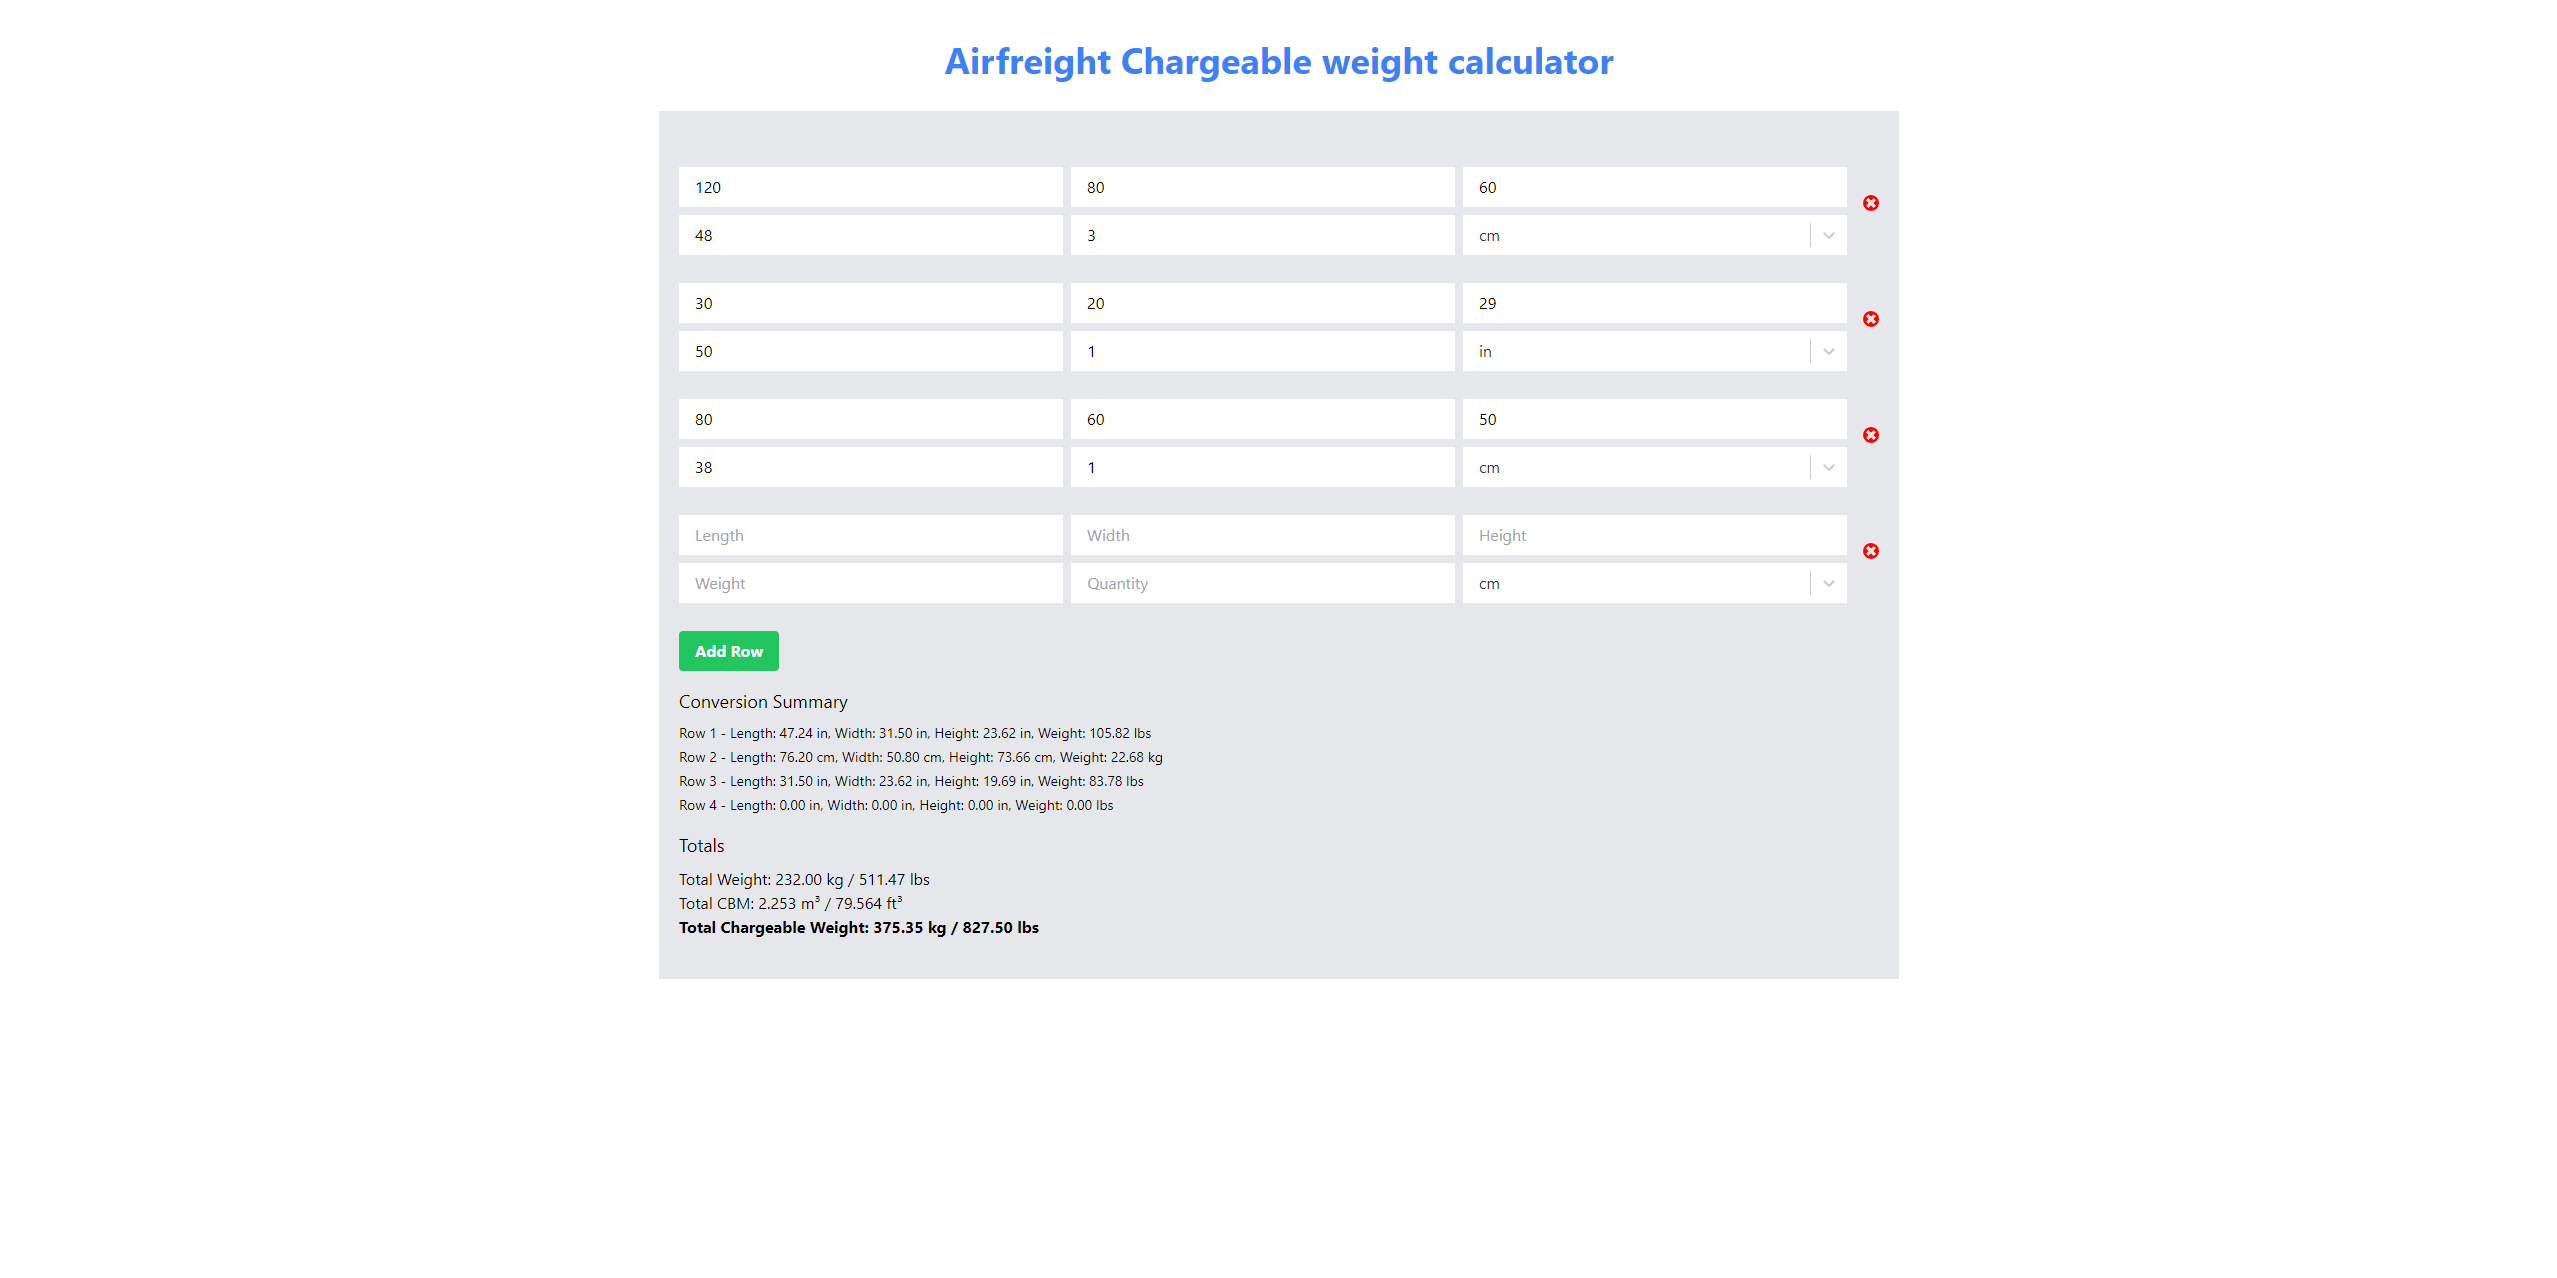 Airfreight Chargeable weight calculator
120 80 60
48 3 cm
30 20 29
50 1 in
80 60 50
38 1 cm
Length Width Height
Weight Quantity cm
Add Row
Conversion Summary
Row 1 - Length: 47.24 in, Width: 31.50 in, Height: 23.62 in, Weight: 105.82 lbs
Row 2 - Length: 76.20 cm, Width: 50.80 cm, Height: 73.66 cm, Weight: 22.68 kg
Row 3 - Length: 31.50 in, Width: 23.62 in, Height: 19.69 in, Weight: 83.78 lbs
Row 4 - Length: 0.00 in, Width: 0.00 in, Height: 0.00 in, Weight: 0.00 lbs
Totals
Total Weight: 232.00 kg / 511.47 lbs
Total CBM: 2.253 m³ / 79.564 ft³
Total Chargeable Weight: 375.35 kg / 827.50 lbs